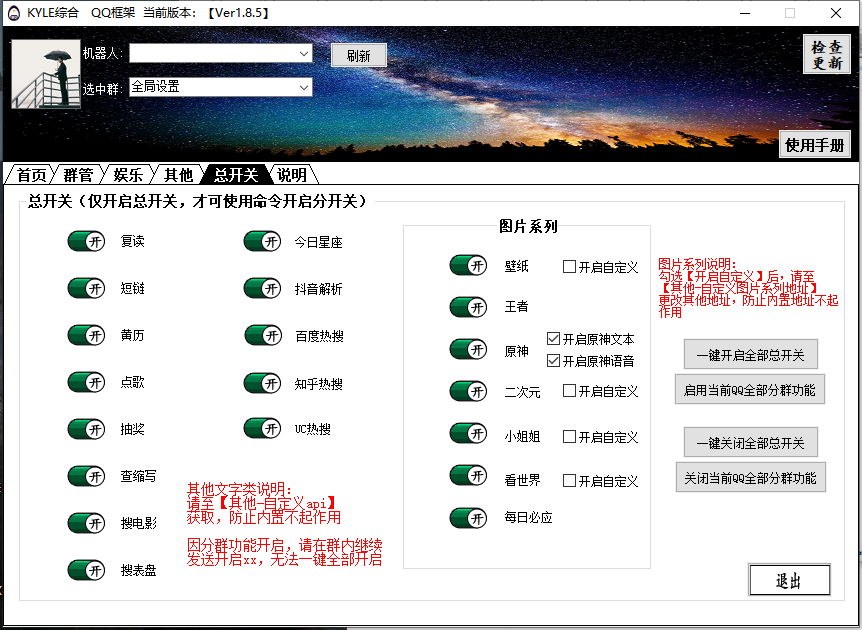 KYLE综合 QQ框架 当前版本: 【Ver1.8.5】
机器人:
刷新
选中群:
全局设置
检查
更新
使用手册
首页
群管
娱乐
其他
总开关
说明
总开关（仅开启总开关，才可使用命令开启分开关）
开 复读
开 短链
开 黄历
开 点歌
开 抽奖
开 查缩写
开 搜电影
开 搜表盘
开 今日星座
开 抖音解析
开 百度热搜
开 知乎热搜
开 UC热搜
其他文字类说明:
请至【其他-自定义api】
获取，防止内置不起作用
因分群功能开启，请在群内继续
发送开启xx，无法一键全部开启
图片系列
开 壁纸 开启自定义
开 王者
开 原神 开启原神文本
开启原神语音
开 二次元 开启自定义
开 小姐姐 开启自定义
开 看世界 开启自定义
开 每日必应
图片系列说明:
勾选【开启自定义】后，请至
【其他-自定义图片系列地址】
更改其他地址，防止内置地址不起
作用
一键开启全部总开关
启用当前QQ全部分群功能
一键关闭全部总开关
关闭当前QQ全部分群功能
退出